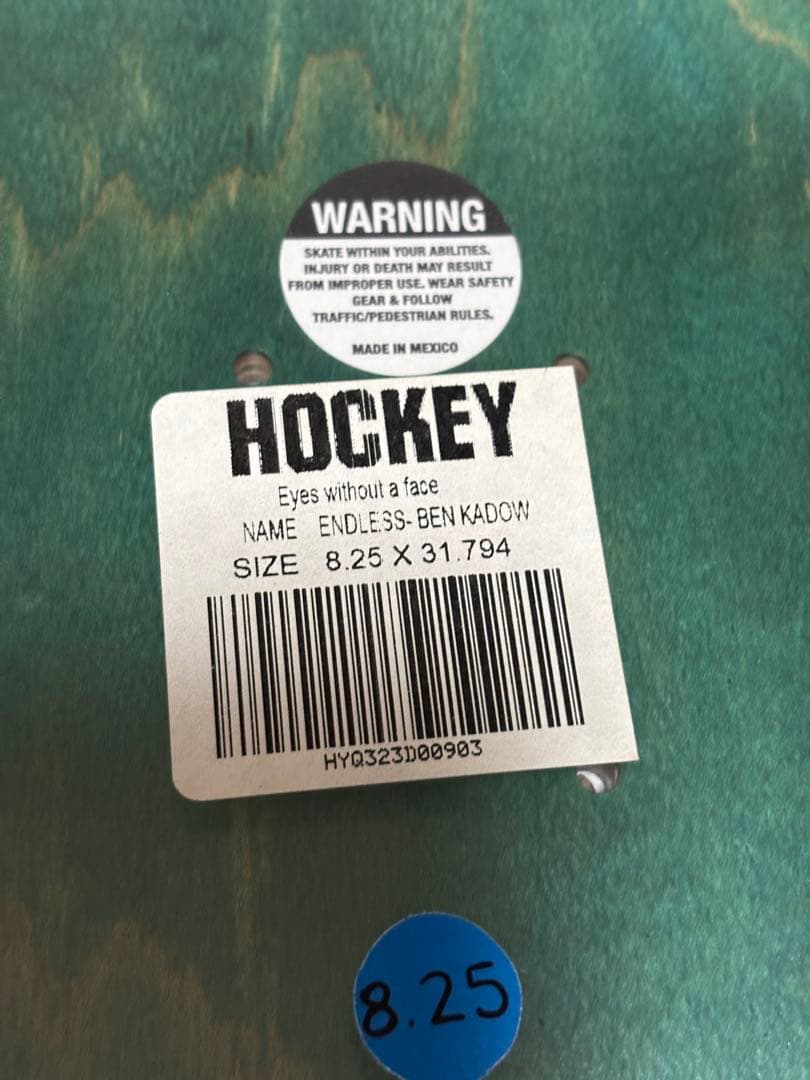 WARNING
SKATE WITHIN YOUR ABILITIES.
INJURY OR DEATH MAY RESULT
FROM IMPROPER USE. WEAR SAFETY
GEAR & FOLLOW
TRAFFIC/PEDESTRIAN RULES.
MADE IN MEXICO
HOCKEY
Eyes without a face
NAME ENDLESS- BEN KADOW
SIZE 8.25 X 31.794
HYQ323D00903
8.25